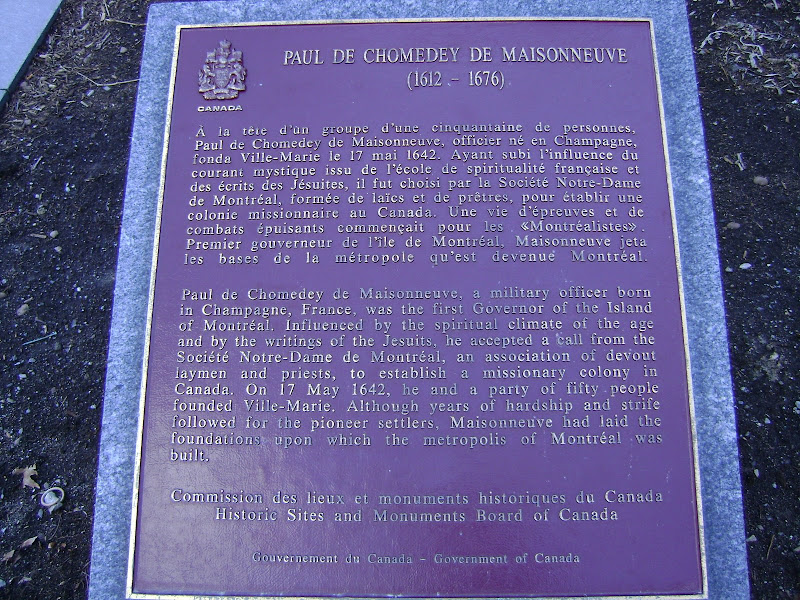 PAUL DE CHOMEDEY DE MAISONNEUVE
(1612 - 1676)
CANADA
À la tête d'un groupe d'une cinquantaine de personnes,
Paul de Chomedey de Maisonneuve, officier né en Champagne,
fonda Ville-Marie le 17 mai 1642. Ayant subi l'influence du
courant mystique issu de l'école de spiritualité française et
des écrits des Jésuites, il fut choisi par la Société Notre-Dame
de Montréal, formée de laïcs et de prêtres, pour établir une
colonie missionnaire au Canada. Une vie d'épreuves et de
combats épuisants commençait pour les «Montréalistes».
Premier gouverneur de l'île de Montréal, Maisonneuve jeta
les bases de la métropole qu'est devenue Montréal.
Paul de Chomedey de Maisonneuve, a military officer born
in Champagne, France, was the first Governor of the Island
of Montréal. Influenced by the spiritual climate of the age
and by the writings of the Jesuits, he accepted a call from the
Société Notre-Dame de Montréal, an association of devout
laymen and priests, to establish a missionary colony in
Canada. On 17 May 1642, he and a party of fifty people
founded Ville-Marie. Although years of hardship and strife
followed for the pioneer settlers, Maisonneuve had laid the
foundations upon which the metropolis of Montréal was
built.
Commission des lieux et monuments historiques du Canada
Historic Sites and Monuments Board of Canada
Gouvernement du Canada - Government of Canada